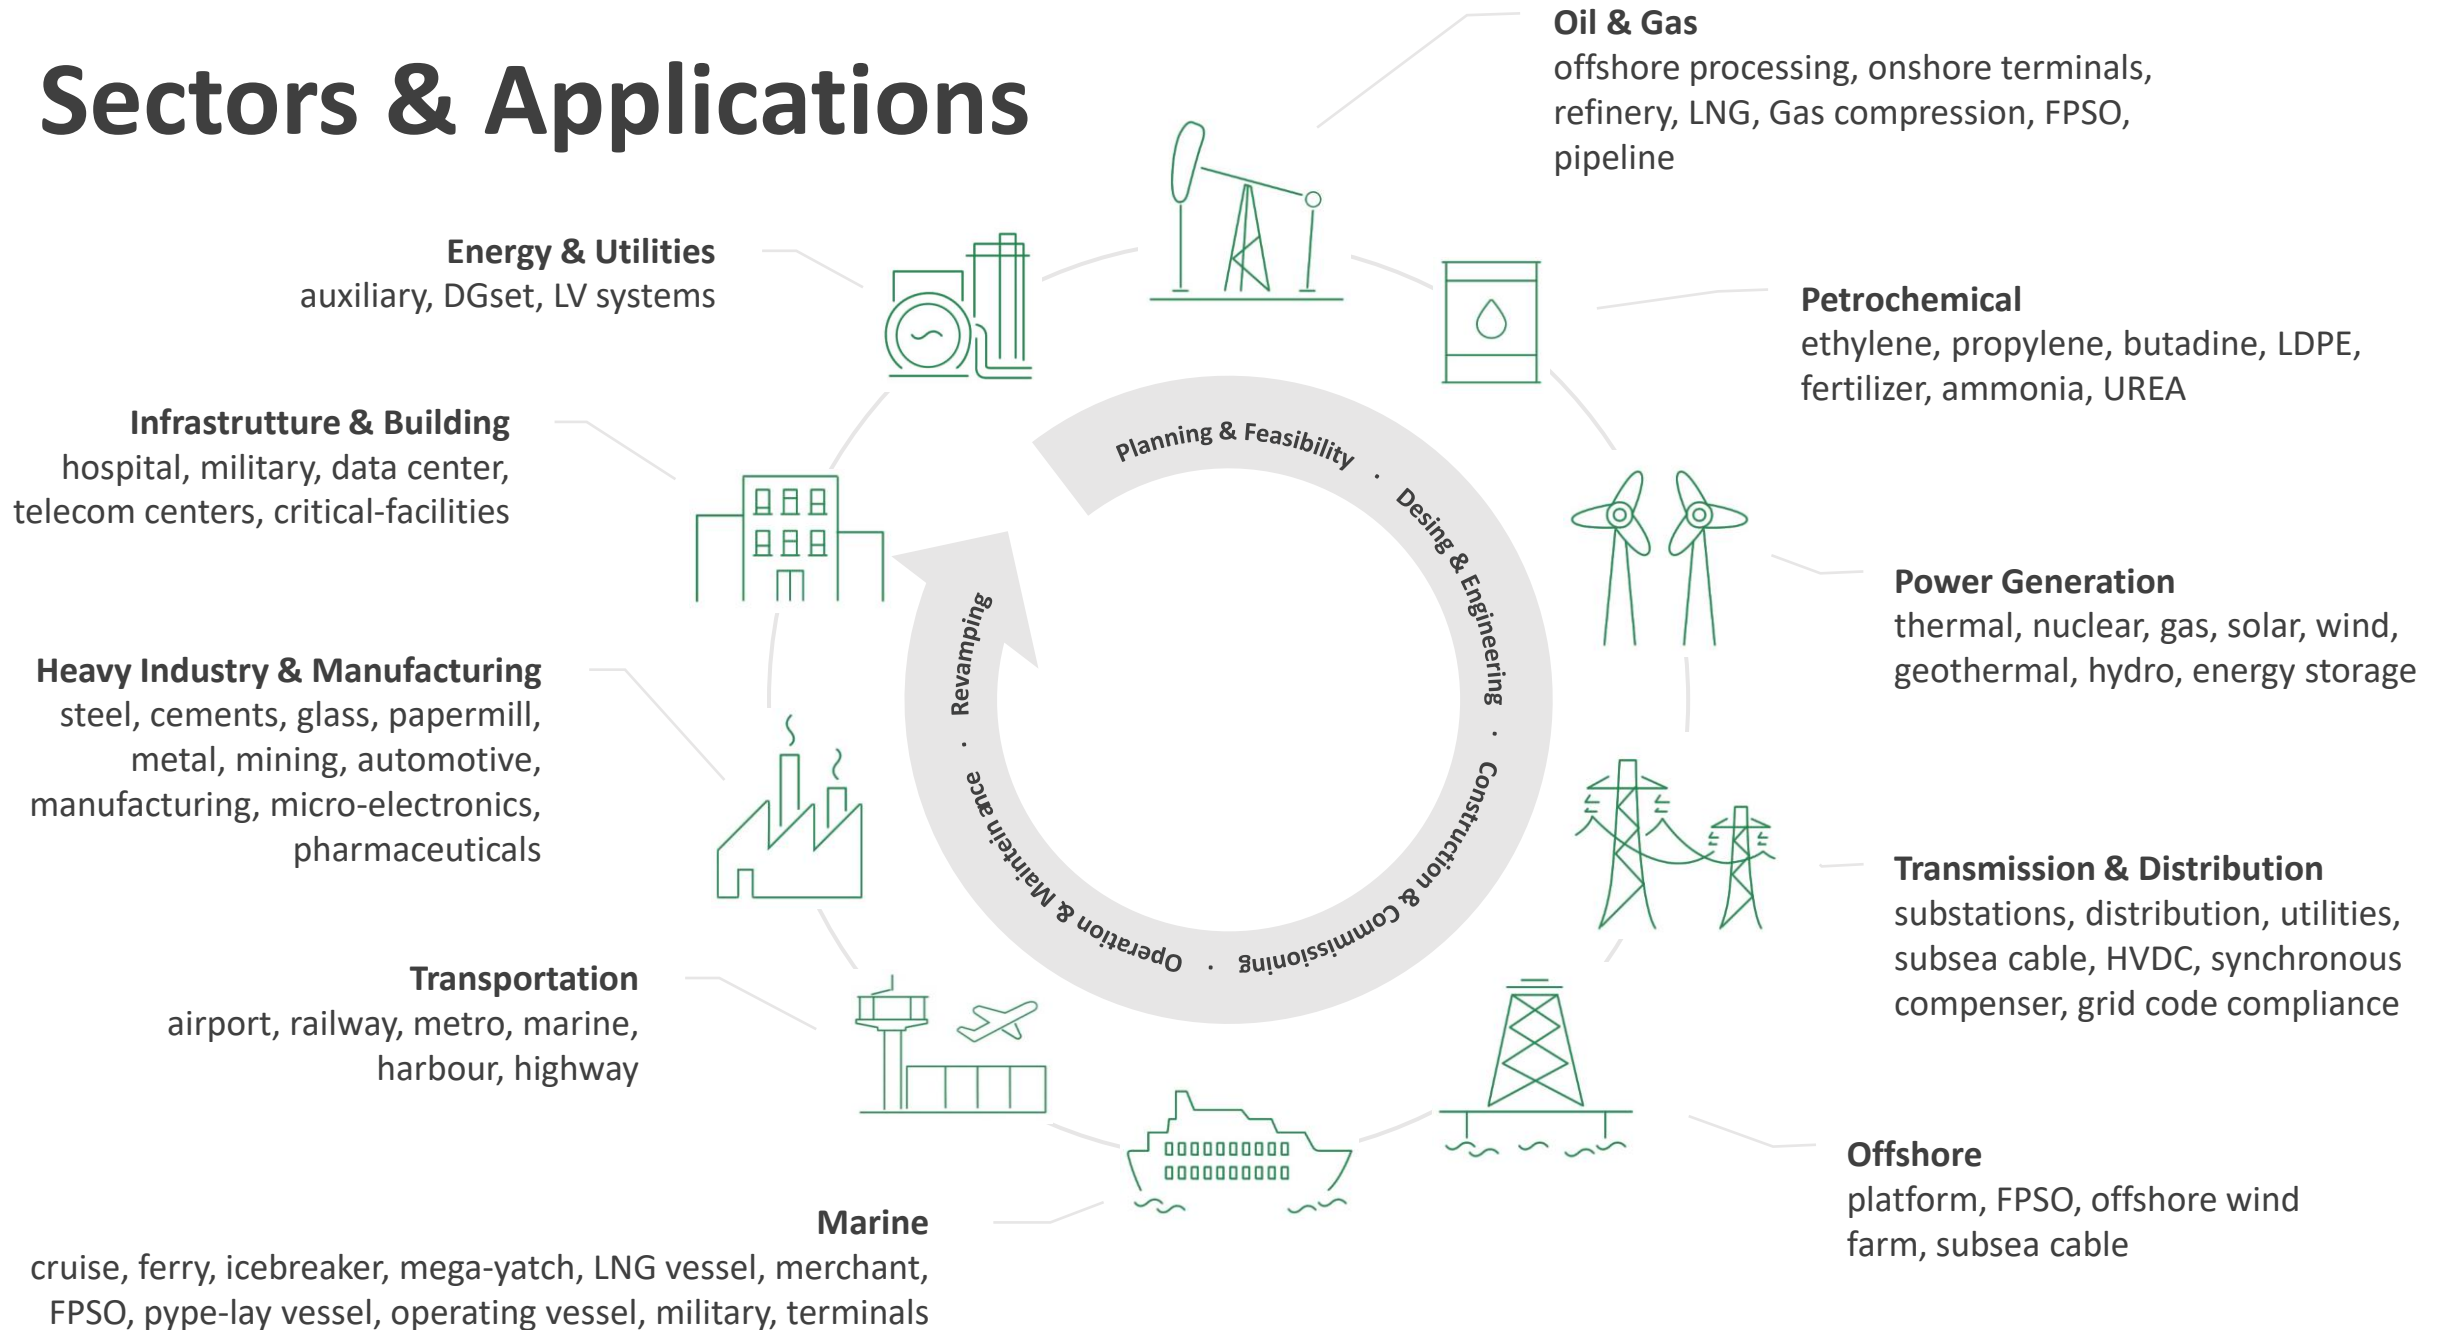 Sectors & Applications
Oil & Gas
offshore processing, onshore terminals,
refinery, LNG, Gas compression, FPSO,
pipeline
Petrochemical
ethylene, propylene, butadine, LDPE,
fertilizer, ammonia, UREA
Power Generation
thermal, nuclear, gas, solar, wind,
geothermal, hydro, energy storage
Transmission & Distribution
substations, distribution, utilities,
subsea cable, HVDC, synchronous
compenser, grid code compliance
Offshore
platform, FPSO, offshore wind
farm, subsea cable
Marine
cruise, ferry, icebreaker, mega-yatch, LNG vessel, merchant,
FPSO, pype-lay vessel, operating vessel, military, terminals
Transportation
airport, railway, metro, marine,
harbour, highway
Heavy Industry & Manufacturing
steel, cements, glass, papermill,
metal, mining, automotive,
manufacturing, micro-electronics,
pharmaceuticals
Infrastrutture & Building
hospital, military, data center,
telecom centers, critical-facilities
Energy & Utilities
auxiliary, DGset, LV systems
Planning & Feasibility · Desing & Engineering · Construction & Commissioning · Operation & Mainteinance · Revamping